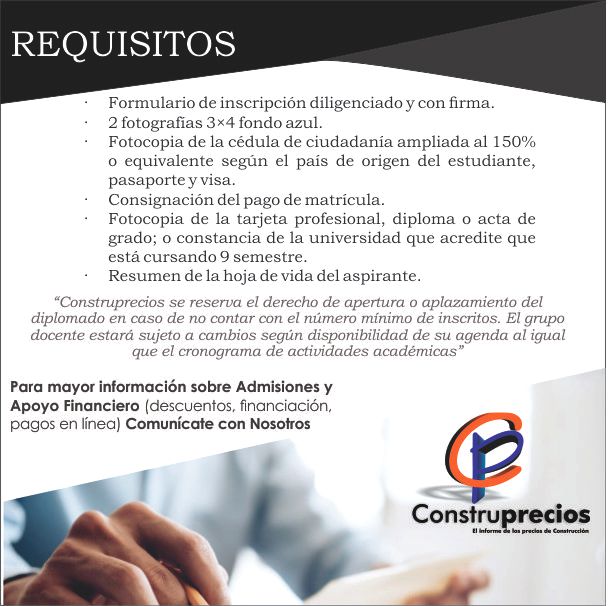 REQUISITOS
· Formulario de inscripción diligenciado y con firma.
· 2 fotografías 3×4 fondo azul.
· Fotocopia de la cédula de ciudadanía ampliada al 150%
o equivalente según el país de origen del estudiante,
pasaporte y visa.
· Consignación del pago de matrícula.
· Fotocopia de la tarjeta profesional, diploma o acta de
grado; o constancia de la universidad que acredite que
está cursando 9 semestre.
· Resumen de la hoja de vida del aspirante.
“Construprecios se reserva el derecho de apertura o aplazamiento del
diplomado en caso de no contar con el número mínimo de inscritos. El grupo
docente estará sujeto a cambios según disponibilidad de su agenda al igual
que el cronograma de actividades académicas”
Para mayor información sobre Admisiones y
Apoyo Financiero (descuentos, financiación,
pagos en línea) Comunícate con Nosotros
Construprecios
El informe de los precios de Construcción